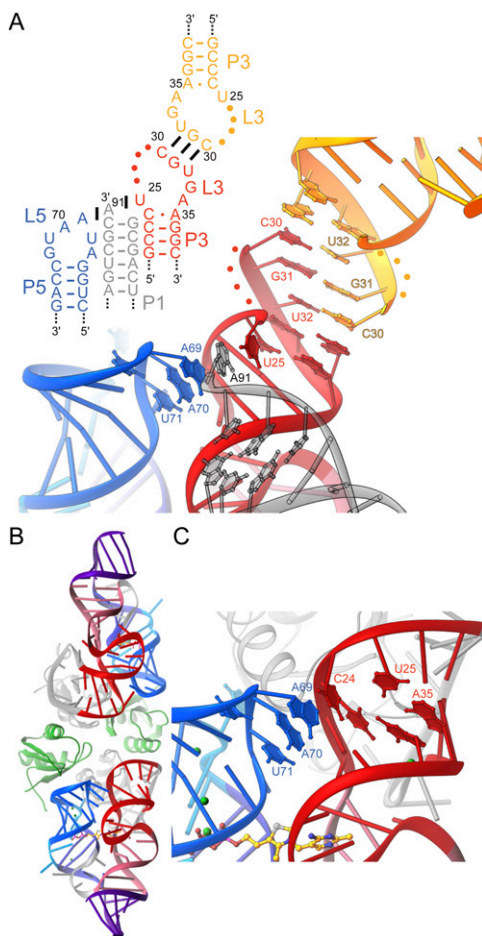 A
3' 5'
C–G
G–C
G–C P3
A·C
35 A U 25
A L3
G
U G C
30 30
C G U G A
L3
3' 91
L5 70 A A
25 U A 35
C·A
C–G P3
C–G
G–C
5' 3'
U A
G U
C–G
C–G
A–U
G–C
P5
3' 5'
A
C–G
G–C
C–G
U–A
G–C
A–U
P1
C30
U32
G31
G31
U32
C30
U25
A69
A91
A70
U71
B
C
A69
C24
U25
A35
A70
U71